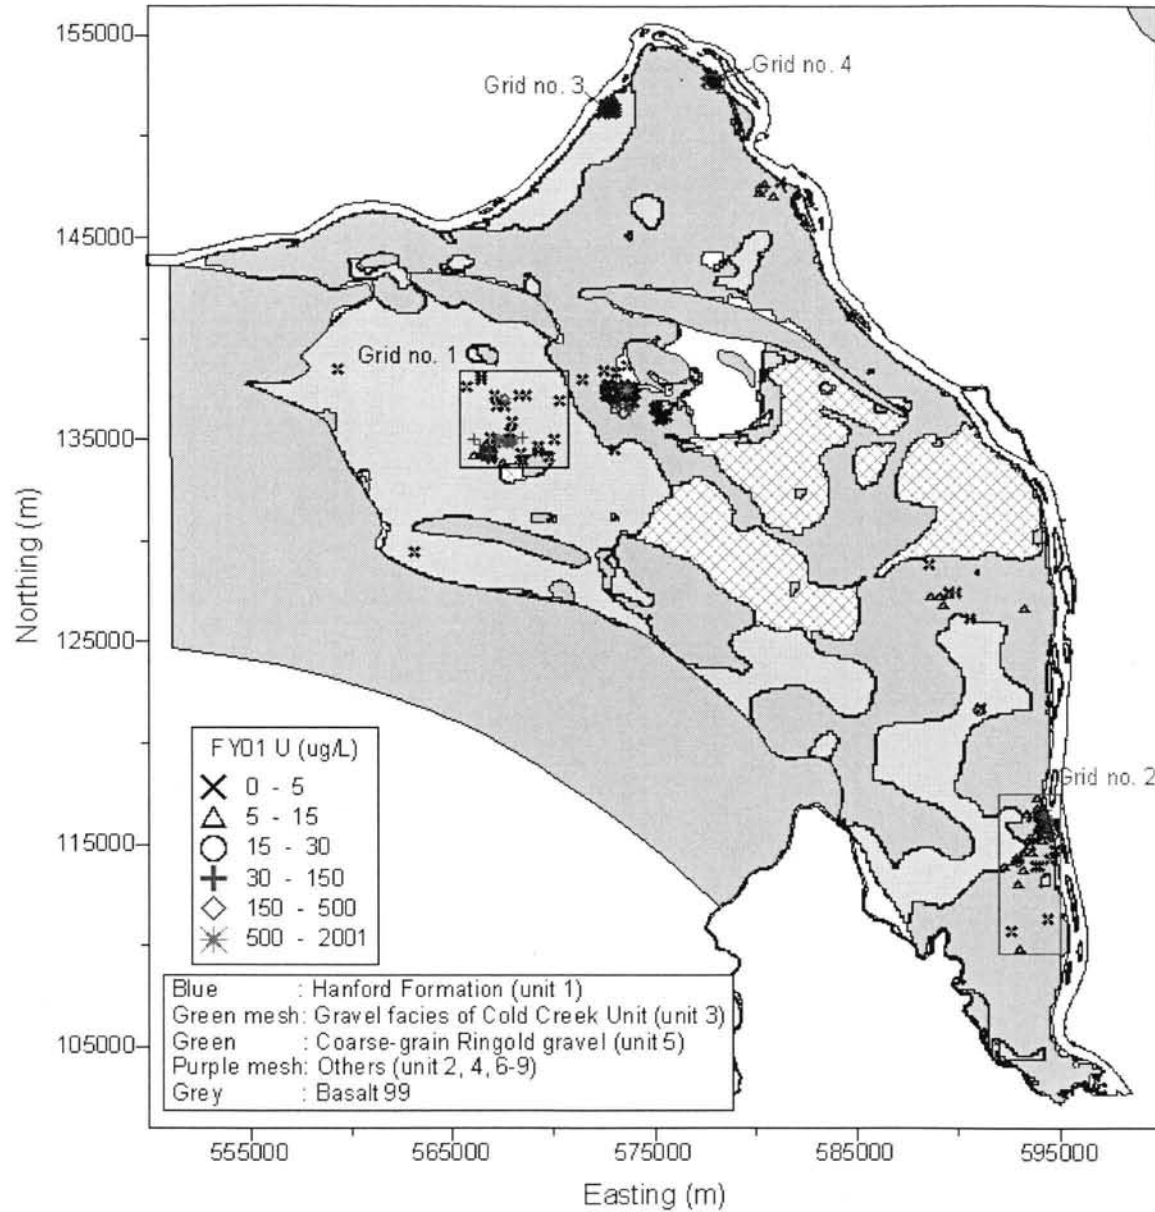 155000
145000
135000
125000
115000
105000
Northing (m)
Grid no. 3
Grid no. 4
Grid no. 1
Grid no. 2
FY01 U (ug/L)
0 - 5
5 - 15
15 - 30
30 - 150
150 - 500
500 - 2001
Blue : Hanford Formation (unit 1)
Green mesh: Gravel facies of Cold Creek Unit (unit 3)
Green : Coarse-grain Ringold gravel (unit 5)
Purple mesh: Others (unit 2, 4, 6-9)
Grey : Basalt 99
555000 565000 575000 585000 595000
Easting (m)